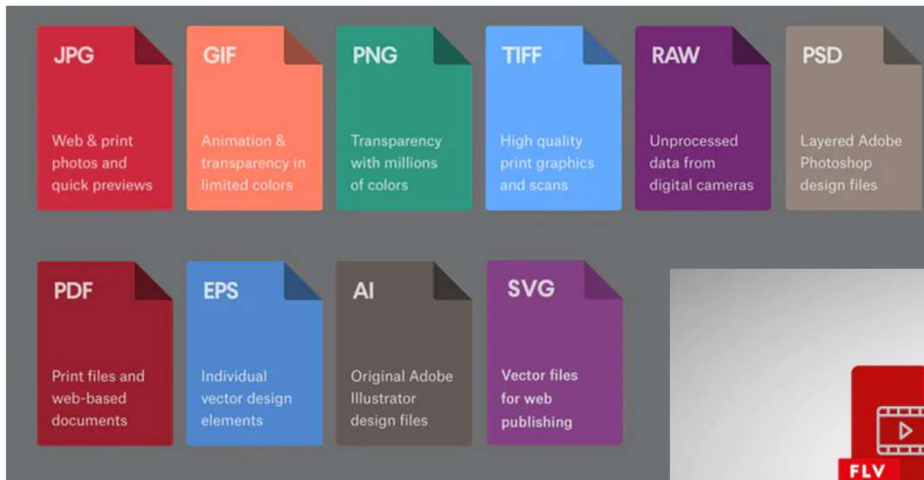 JPG
Web & print
photos and
quick previews
GIF
Animation &
transparency in
limited colors
PNG
Transparency
with millions
of colors
TIFF
High quality
print graphics
and scans
RAW
Unprocessed
data from
digital cameras
PSD
Layered Adobe
Photoshop
design files
PDF
Print files and
web-based
documents
EPS
Individual
vector design
elements
AI
Original Adobe
Illustrator
design files
SVG
Vector files
for web
publishing
FLV